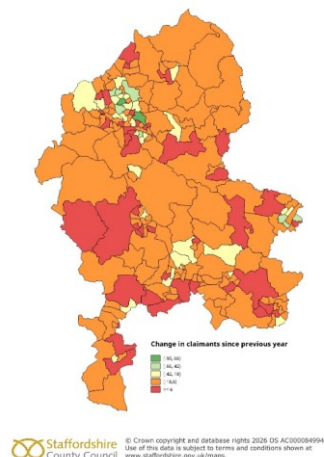 Change in claimants since previous year
Staffordshire
County Council
© Crown copyright and database rights 2026 OS AC000084994
Use of this data is subject to terms and conditions shown at
www.staffordshire.gov.uk/maps.